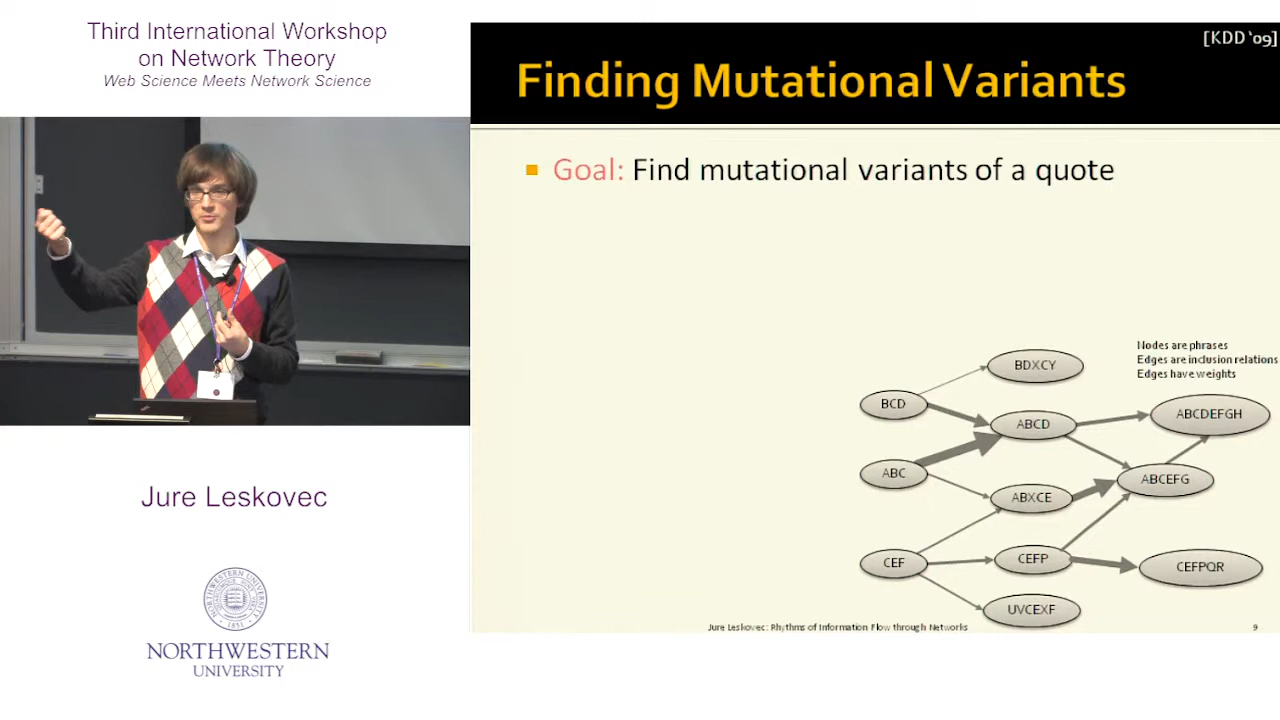 Third International Workshop
on Network Theory
Web Science Meets Network Science
Jure Leskovec
NORTHWESTERN
UNIVERSITY
[KDD '09]
Finding Mutational Variants
Goal: Find mutational variants of a quote
Nodes are phrases
Edges are inclusion relations
Edges have weights
BDXCY
BCD
ABCD
ABCDEFGH
ABC
ABXCE
ABCEFG
CEF
CEFP
CEFPQR
UVCEXF
Jure Leskovec: Rhythms of Information Flow through Networks
9